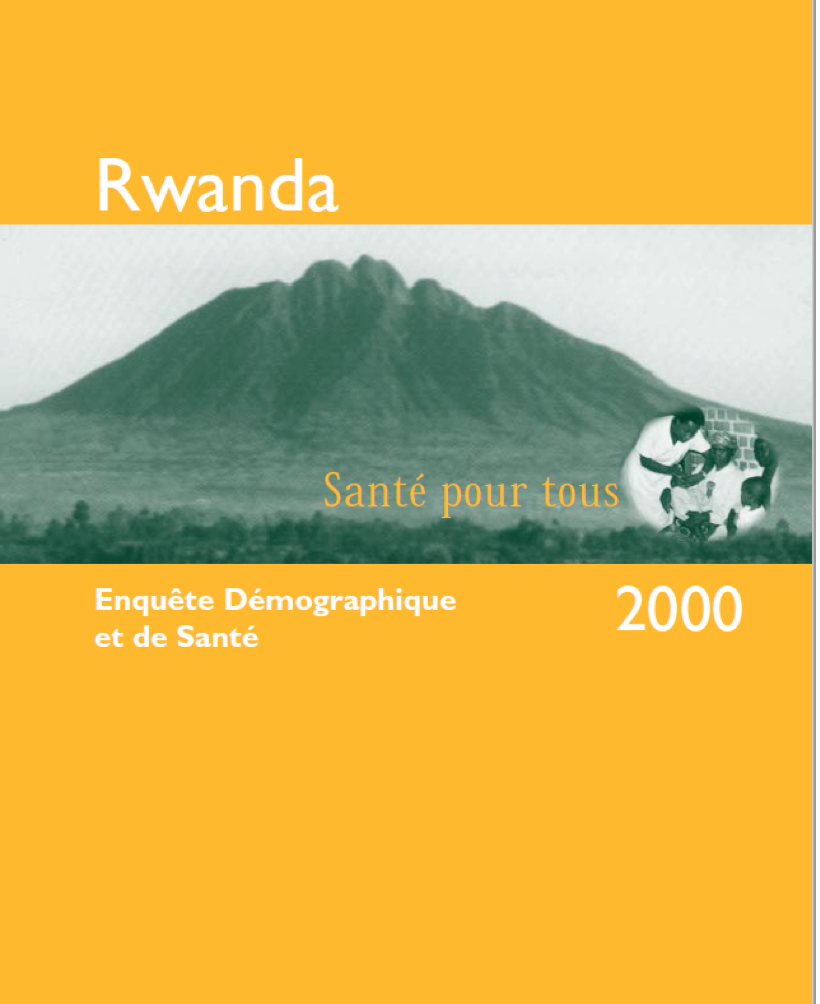 Rwanda
Santé pour tous
Enquête Démographique
et de Santé
2000